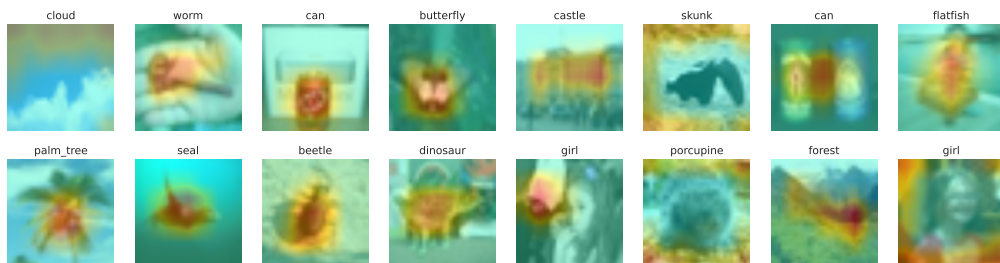 cloud worm can butterfly castle skunk can flatfish
palm_tree seal beetle dinosaur girl porcupine forest girl